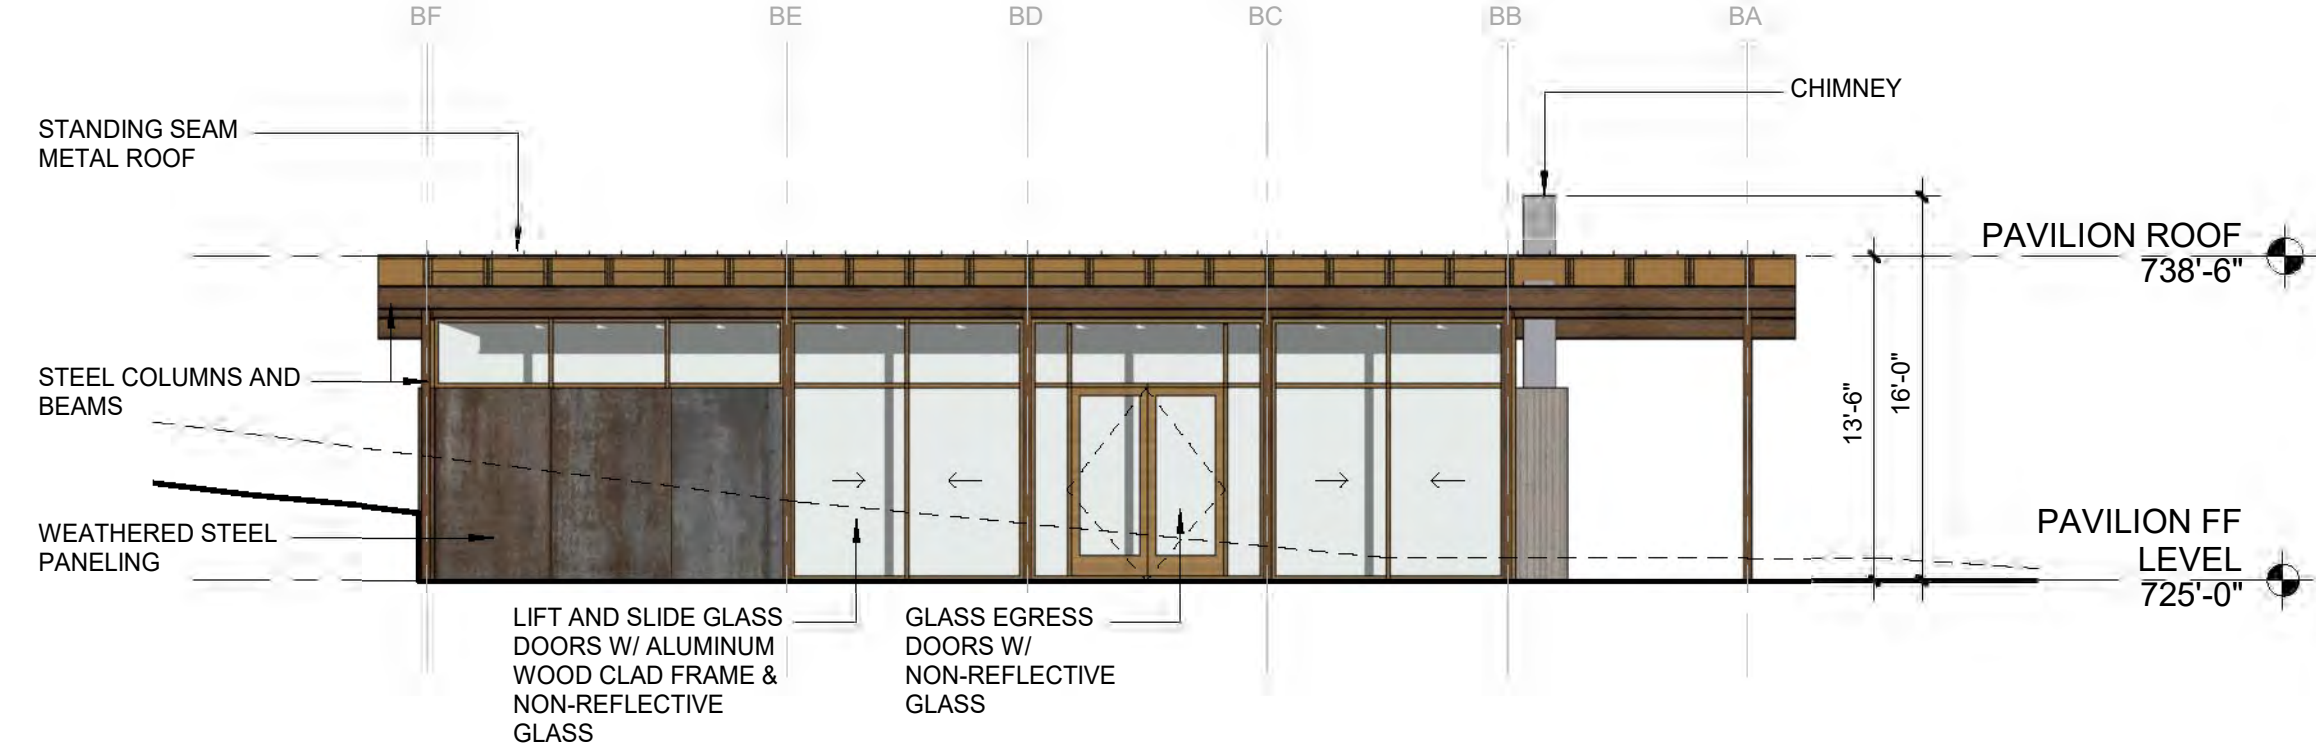 BF BE BD BC BB BA
CHIMNEY
STANDING SEAM
METAL ROOF
PAVILION ROOF
738'-6"
STEEL COLUMNS AND
BEAMS
13'-6"
16'-0"
WEATHERED STEEL
PANELING
PAVILION FF
LEVEL
725'-0"
LIFT AND SLIDE GLASS
DOORS W/ ALUMINUM
WOOD CLAD FRAME &
NON-REFLECTIVE
GLASS
GLASS EGRESS
DOORS W/
NON-REFLECTIVE
GLASS